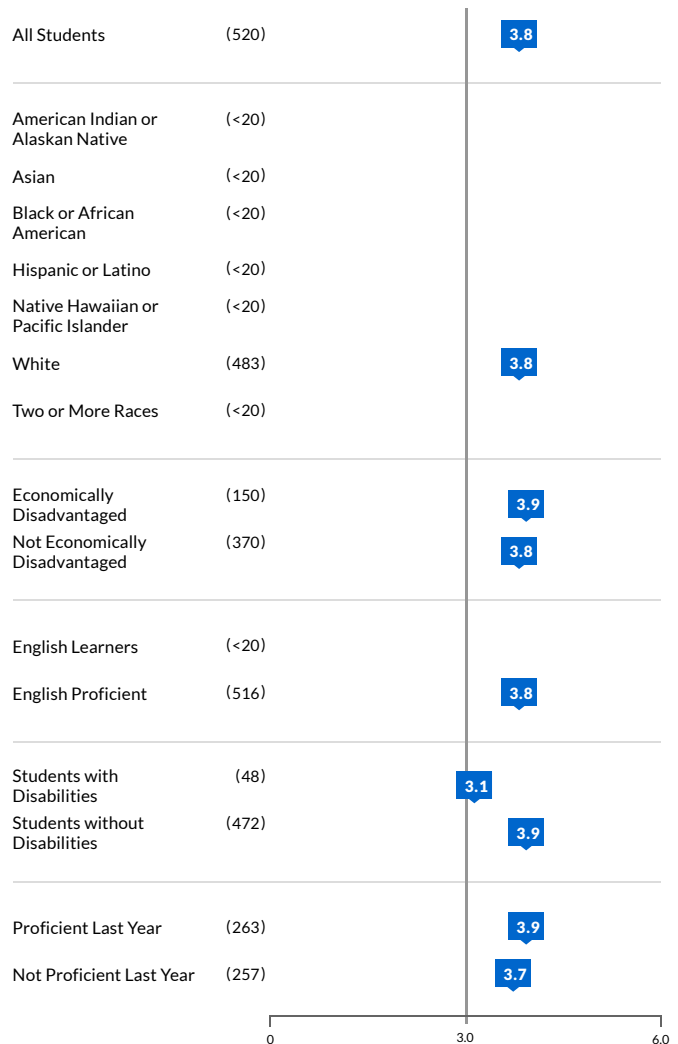 All Students (520) 3.8
American Indian or (<20)
Alaskan Native
Asian (<20)
Black or African (<20)
American
Hispanic or Latino (<20)
Native Hawaiian or (<20)
Pacific Islander
White (483) 3.8
Two or More Races (<20)
Economically (150) 3.9
Disadvantaged
Not Economically (370) 3.8
Disadvantaged
English Learners (<20)
English Proficient (516) 3.8
Students with (48) 3.1
Disabilities
Students without (472) 3.9
Disabilities
Proficient Last Year (263) 3.9
Not Proficient Last Year (257) 3.7
0 3.0 6.0